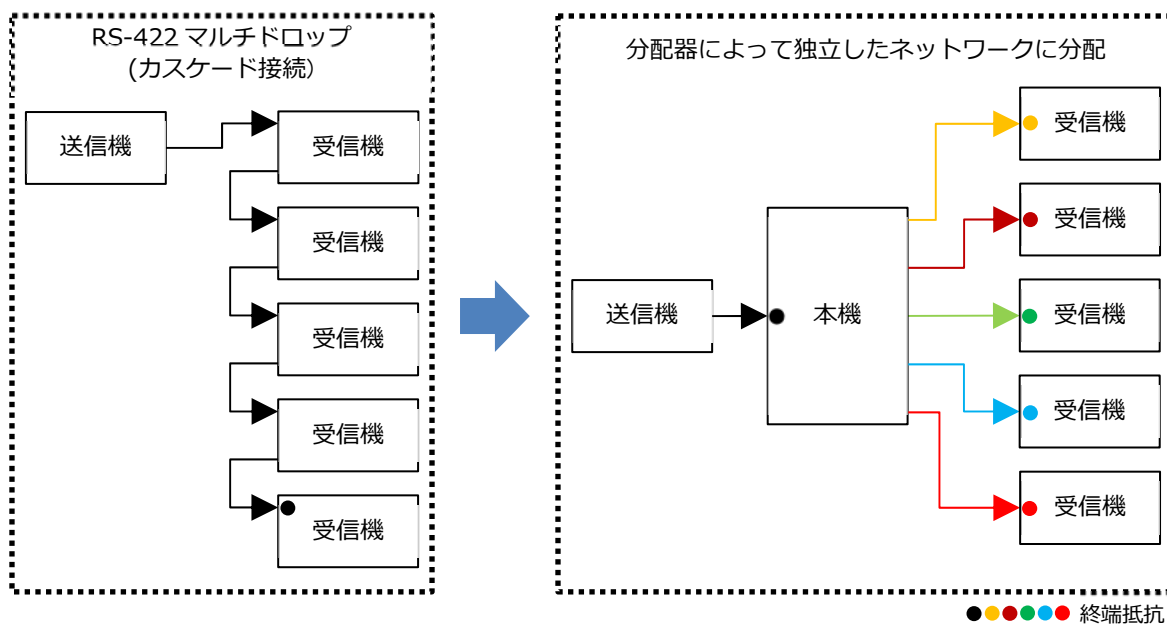 RS-422 マルチドロップ
(カスケード接続)
送信機
受信機
受信機
受信機
受信機
受信機
分配器によって独立したネットワークに分配
送信機
本機
受信機
受信機
受信機
受信機
受信機
終端抵抗